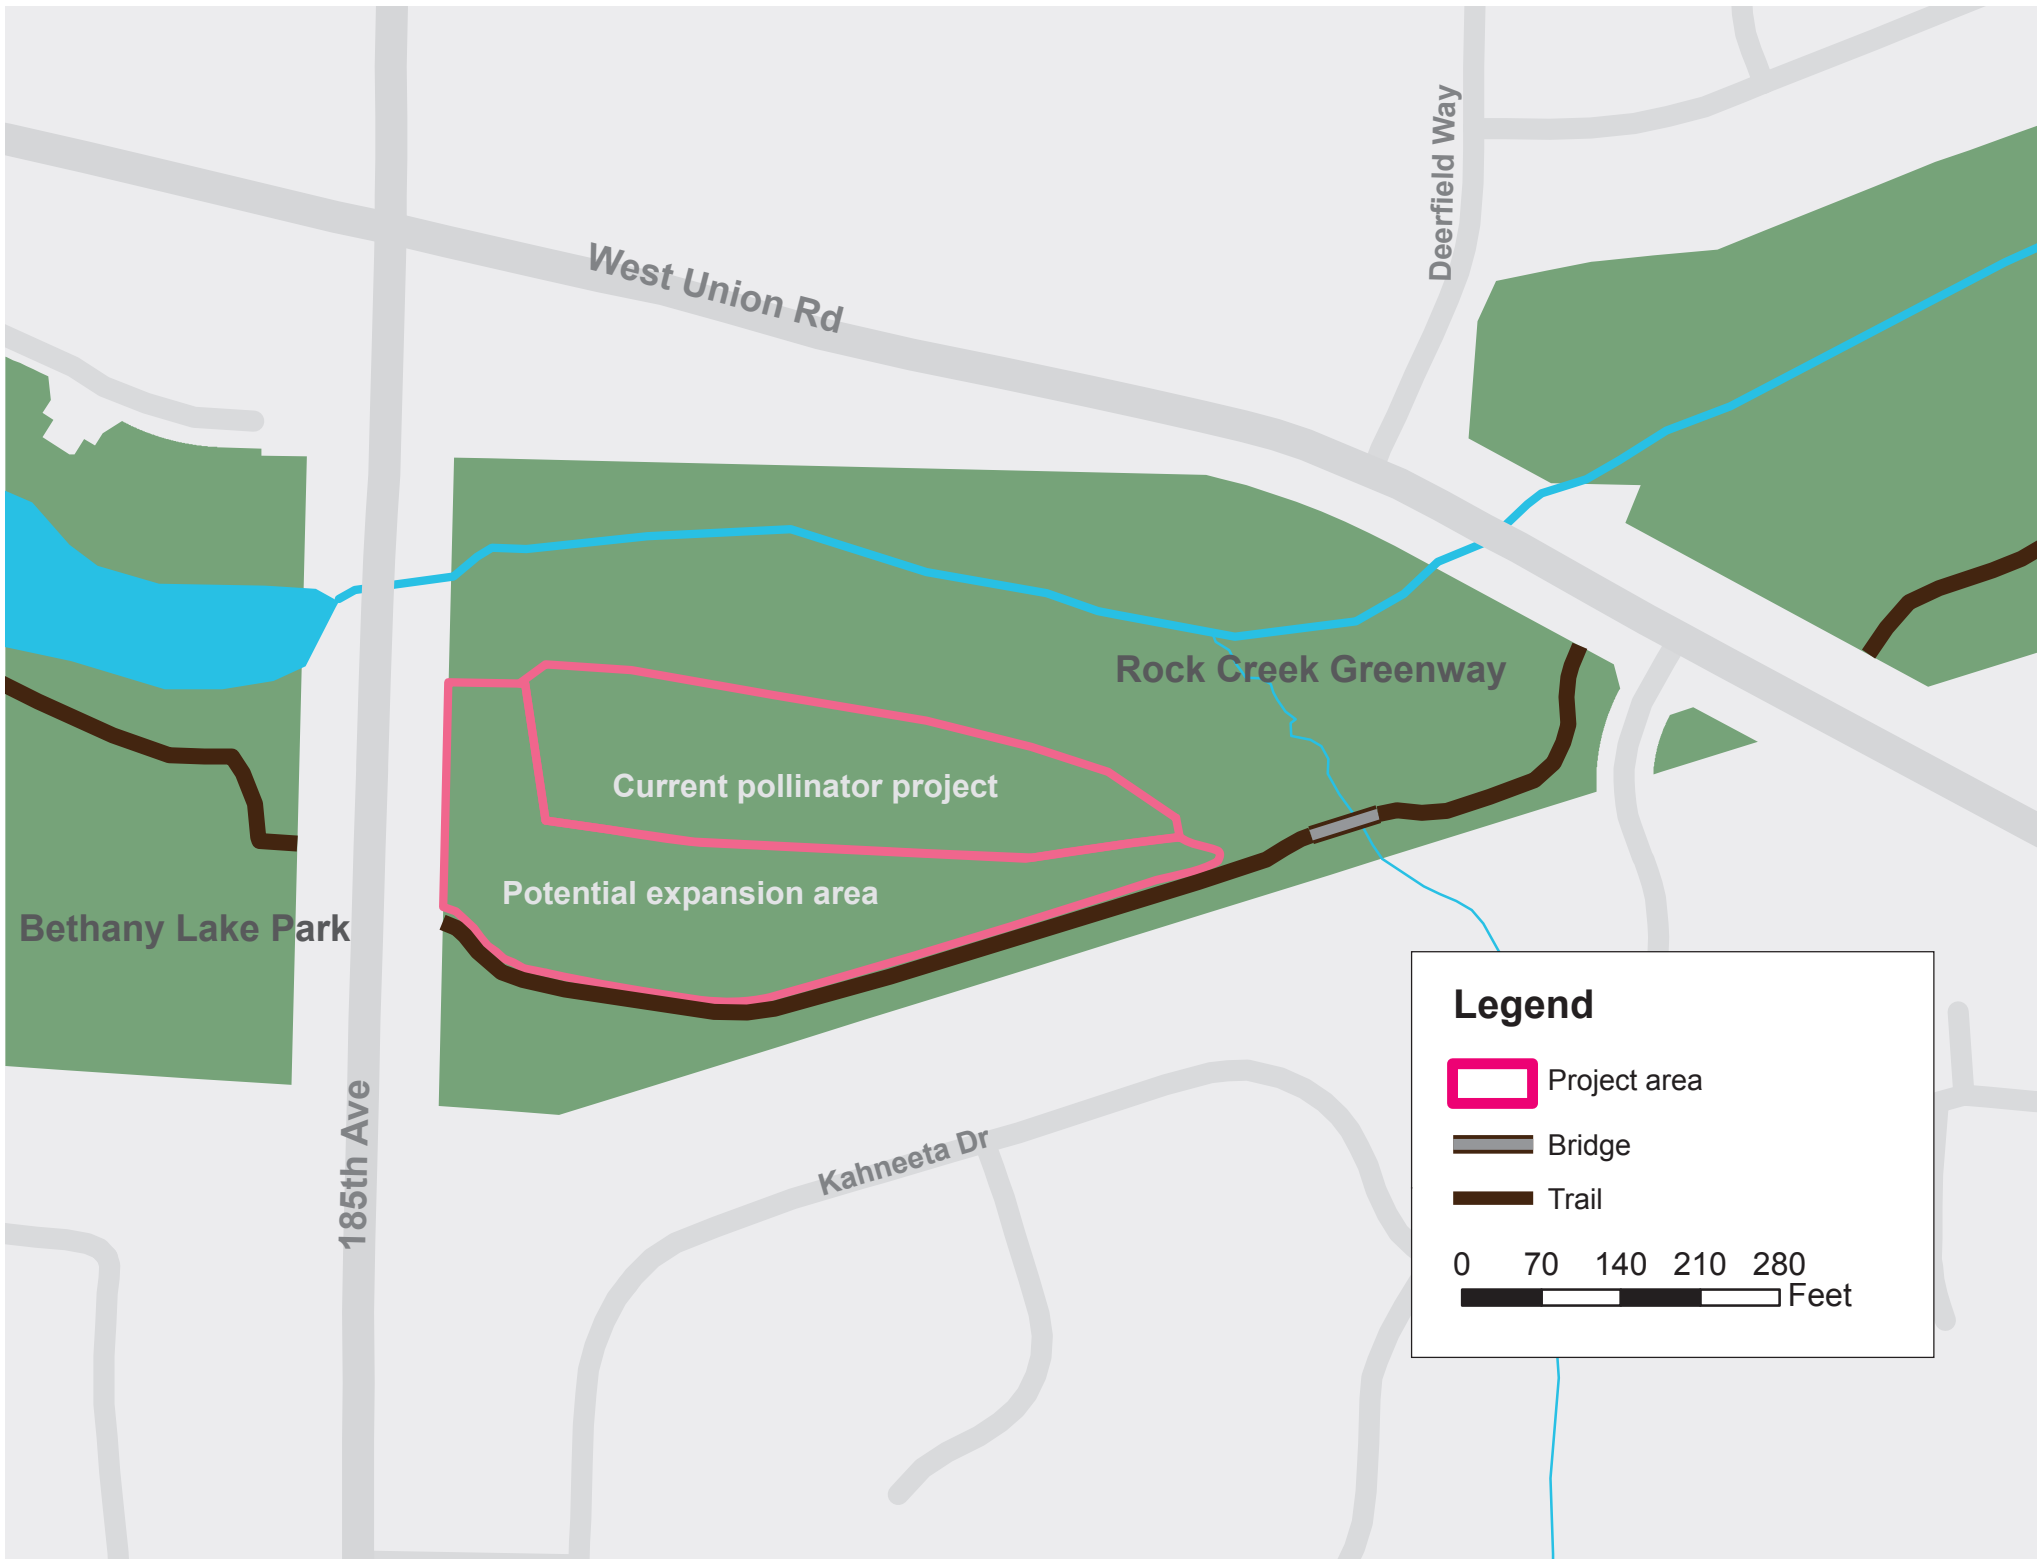 Deerfield Way
West Union Rd
Rock Creek Greenway
Current pollinator project
Potential expansion area
Bethany Lake Park
185th Ave
Kahneeta Dr
Legend
Project area
Bridge
Trail
0 70 140 210 280
Feet